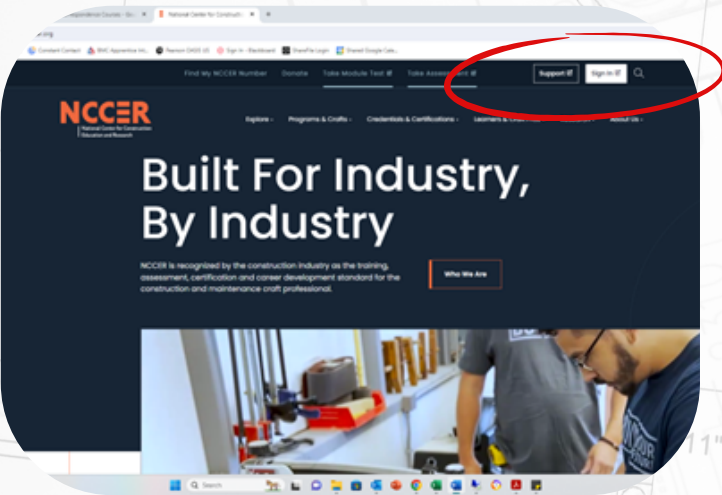 National Center for Constructi...
Constant Contact
Sign In - Blackboard
ShareFile Login
Shared Google Cale...
Find My NCCER Number Donate Take Module Test Take Assessment Support Sign In
NCCER
National Center for Construction
Education and Research
Explore Programs & Crafts Credentials & Certifications About Us
Built For Industry,
By Industry
NCCER is recognized by the construction industry as the training,
assessment, certification and career development standard for the
construction and maintenance craft professional.
Who We Are
Search
11"